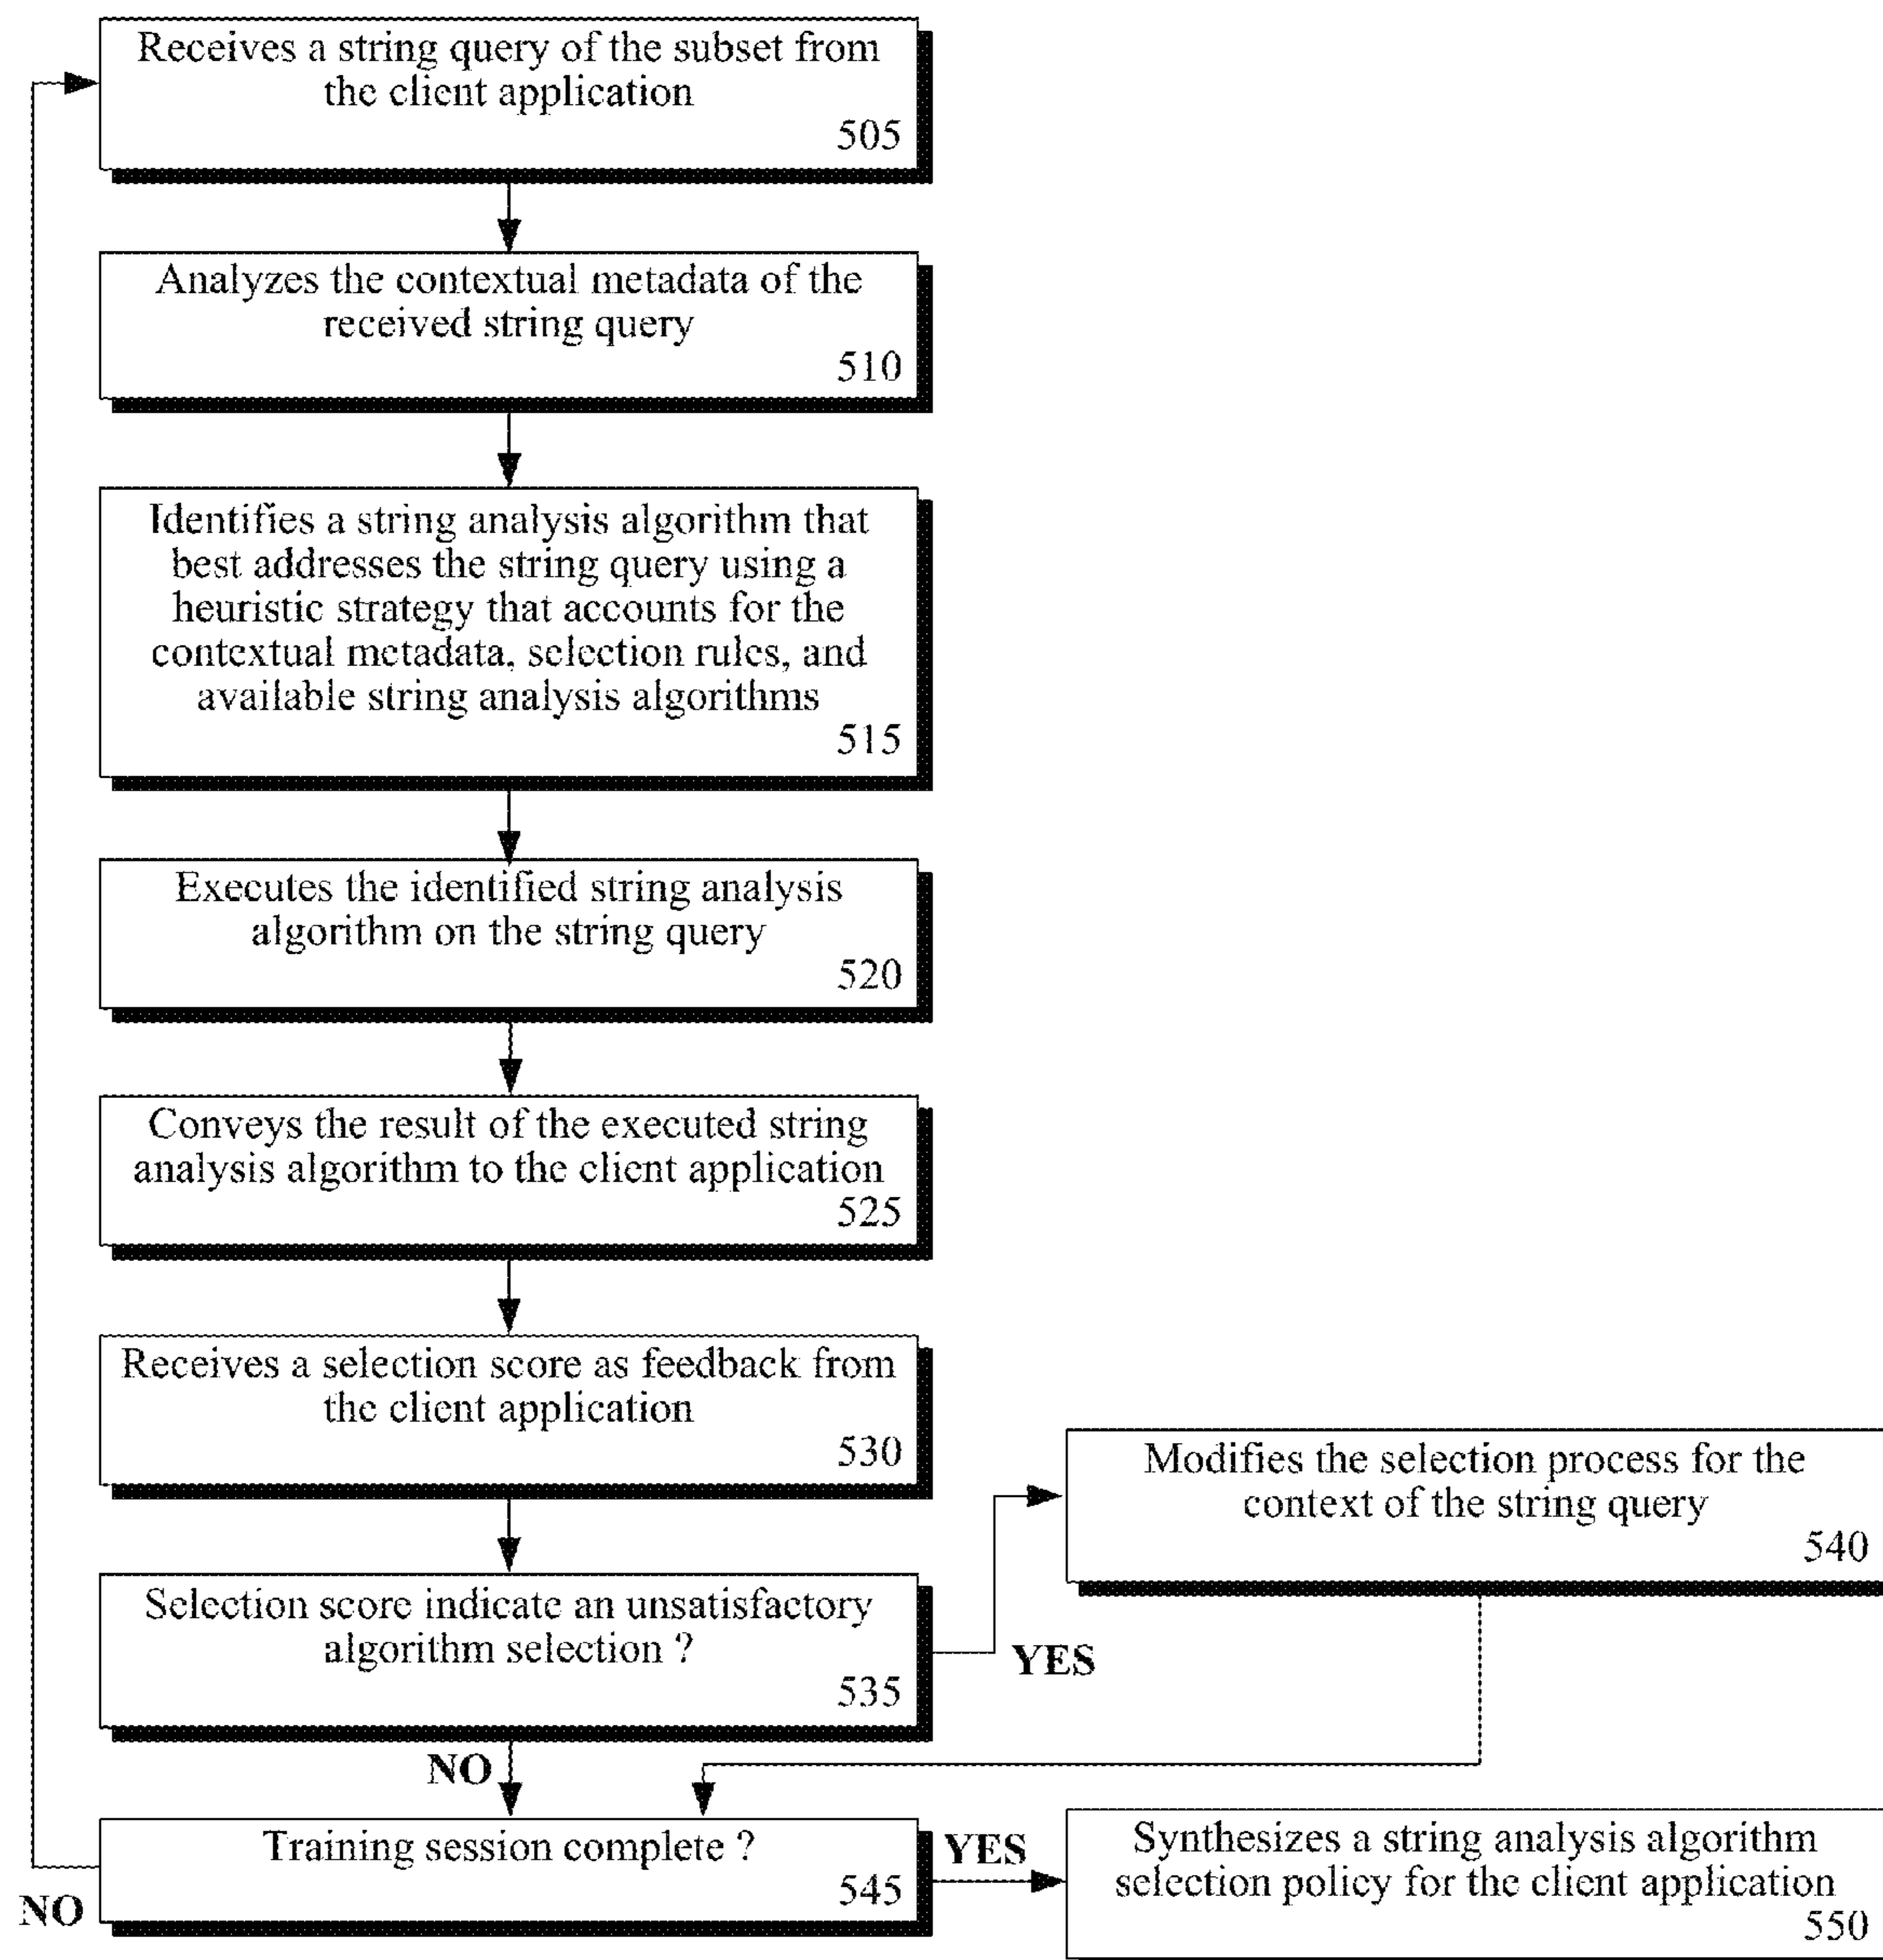 Receives a string query of the subset from
the client application
505
Analyzes the contextual metadata of the
received string query
510
Identifies a string analysis algorithm that
best addresses the string query using a
heuristic strategy that accounts for the
contextual metadata, selection rules, and
available string analysis algorithms
515
Executes the identified string analysis
algorithm on the string query
520
Conveys the result of the executed string
analysis algorithm to the client application
525
Receives a selection score as feedback from
the client application
530
Modifies the selection process for the
context of the string query
540
Selection score indicate an unsatisfactory
algorithm selection ?
535
YES
NO
Training session complete ?
545
YES
NO
Synthesizes a string analysis algorithm
selection policy for the client application
550